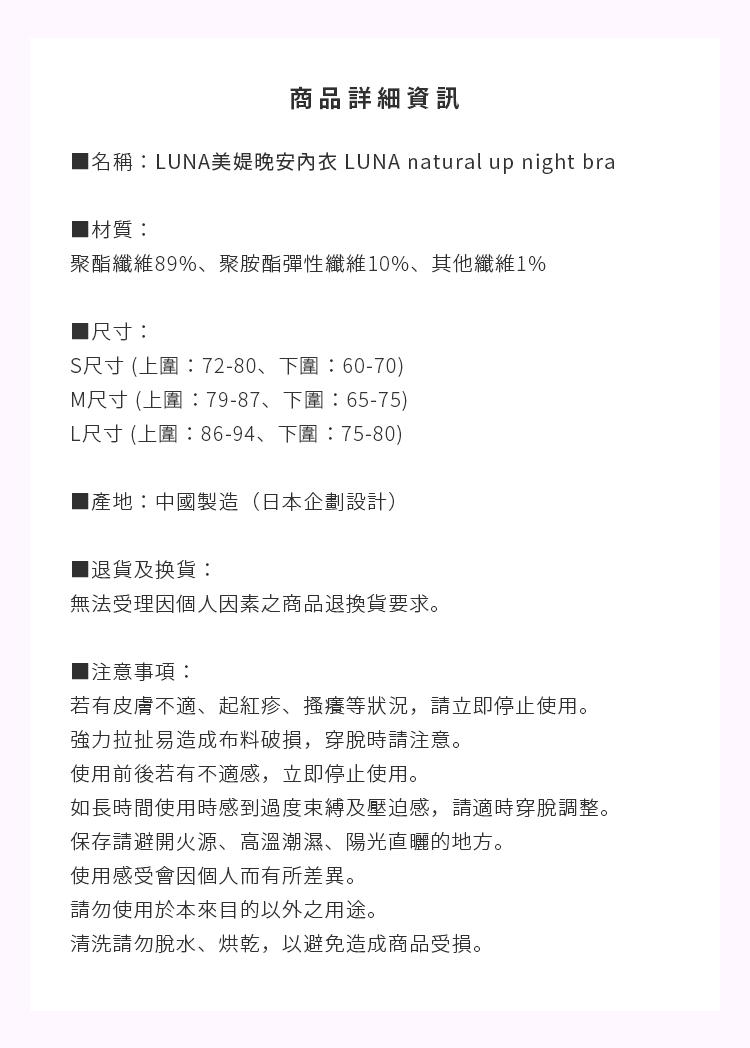 商品詳細資訊
■名稱：LUNA美媞晚安內衣 LUNA natural up night bra
■材質：
聚酯纖維89%、聚胺酯彈性纖維10%、其他纖維1%
■尺寸：
S尺寸 (上圍：72-80、下圍：60-70)
M尺寸 (上圍：79-87、下圍：65-75)
L尺寸 (上圍：86-94、下圍：75-80)
■產地：中國製造（日本企劃設計）
■退貨及換貨：
無法受理因個人因素之商品退換貨要求。
■注意事項：
若有皮膚不適、起紅疹、搔癢等狀況，請立即停止使用。
強力拉扯易造成布料破損，穿脫時請注意。
使用前後若有不適感，立即停止使用。
如長時間使用時感到過度束縛及壓迫感，請適時穿脫調整。
保存請避開火源、高溫潮濕、陽光直曬的地方。
使用感受會因個人而有所差異。
請勿使用於本來目的以外之用途。
清洗請勿脫水、烘乾，以避免造成商品受損。